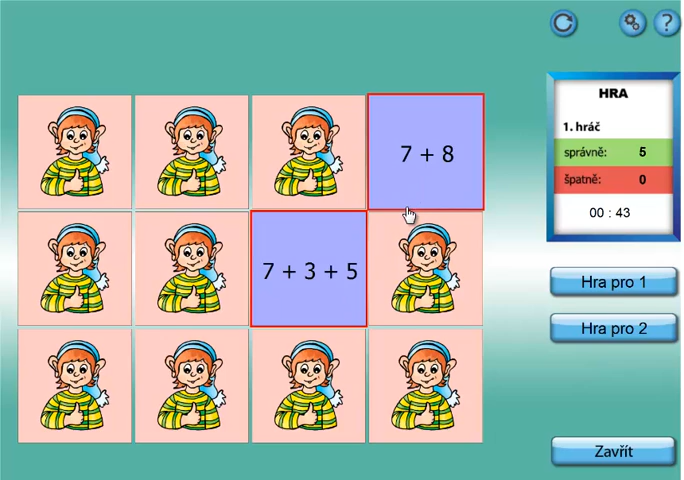 ?
HRA
1. hráč
správně: 5
špatně: 0
00 : 43
7 + 8
7 + 3 + 5
Hra pro 1
Hra pro 2
Zavřít